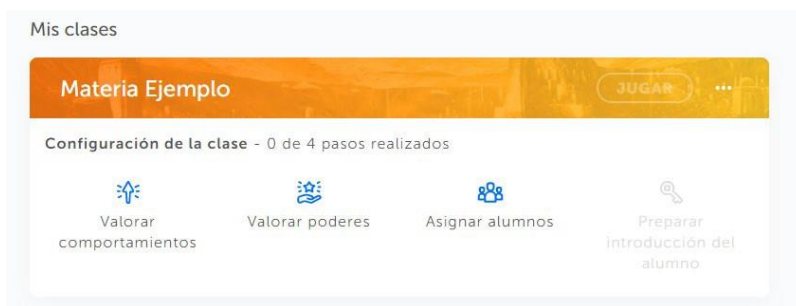 Mis clases
Materia Ejemplo
JUGAR
Configuración de la clase - 0 de 4 pasos realizados
Valorar
comportamientos
Valorar poderes
Asignar alumnos
Preparar
introducción del
alumno